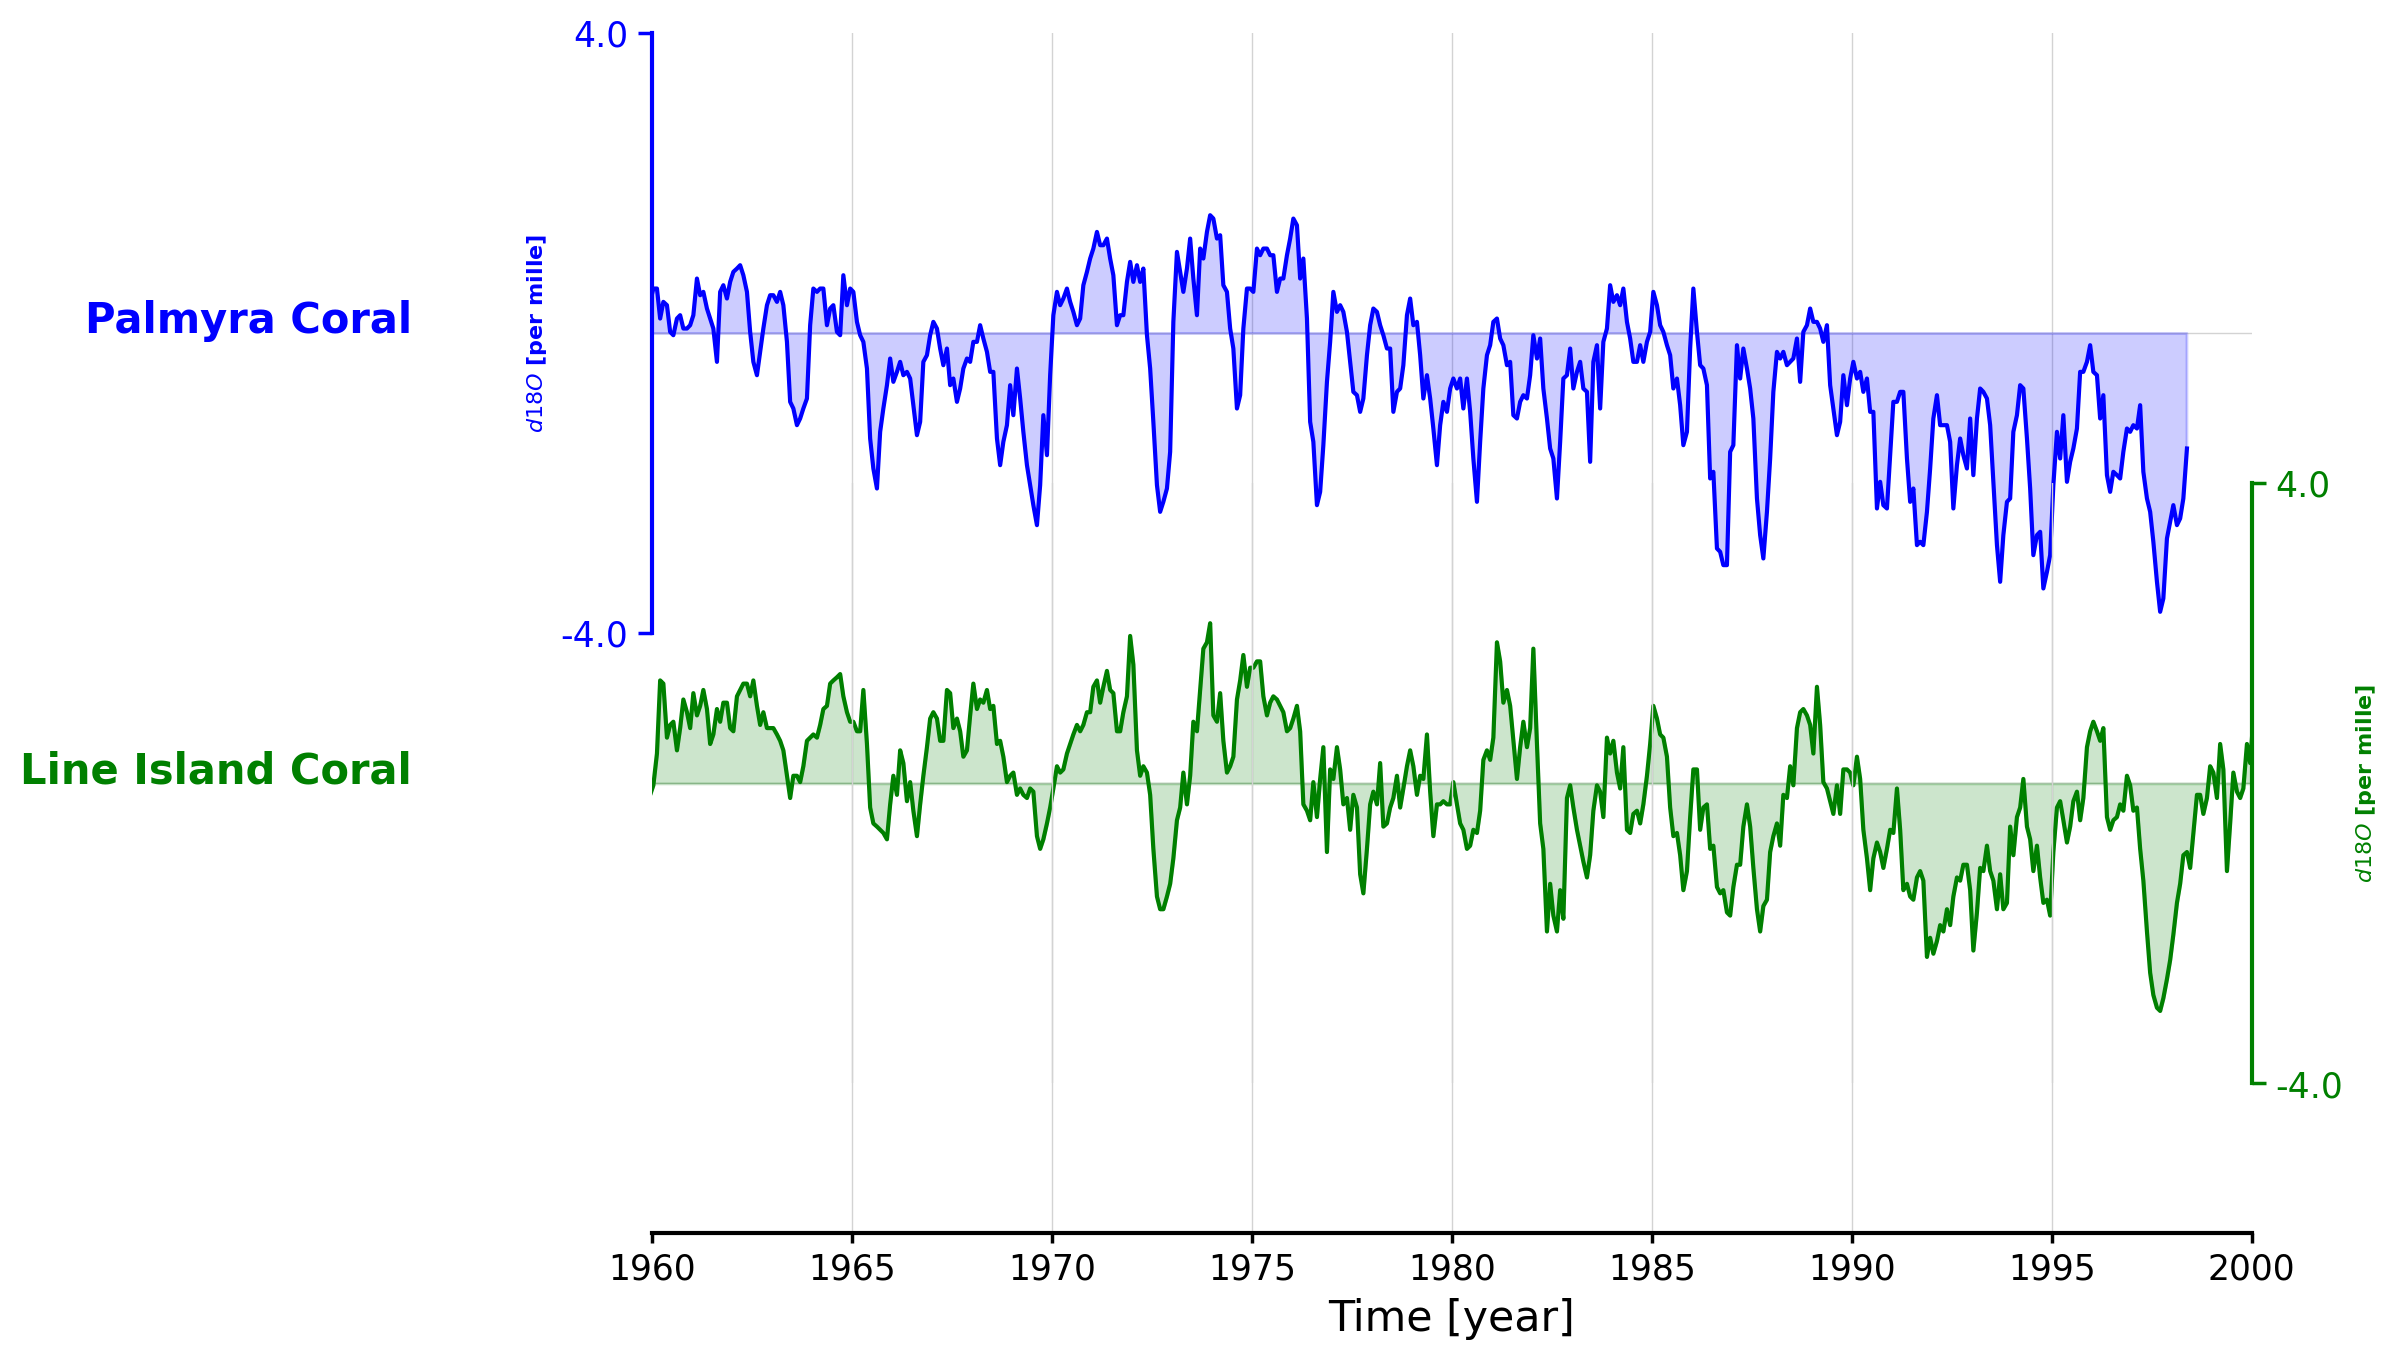 4.0
Palmyra Coral
d18O [per mille]
-4.0
4.0
Line Island Coral
d18O [per mille]
-4.0
1960 1965 1970 1975 1980 1985 1990 1995 2000
Time [year]